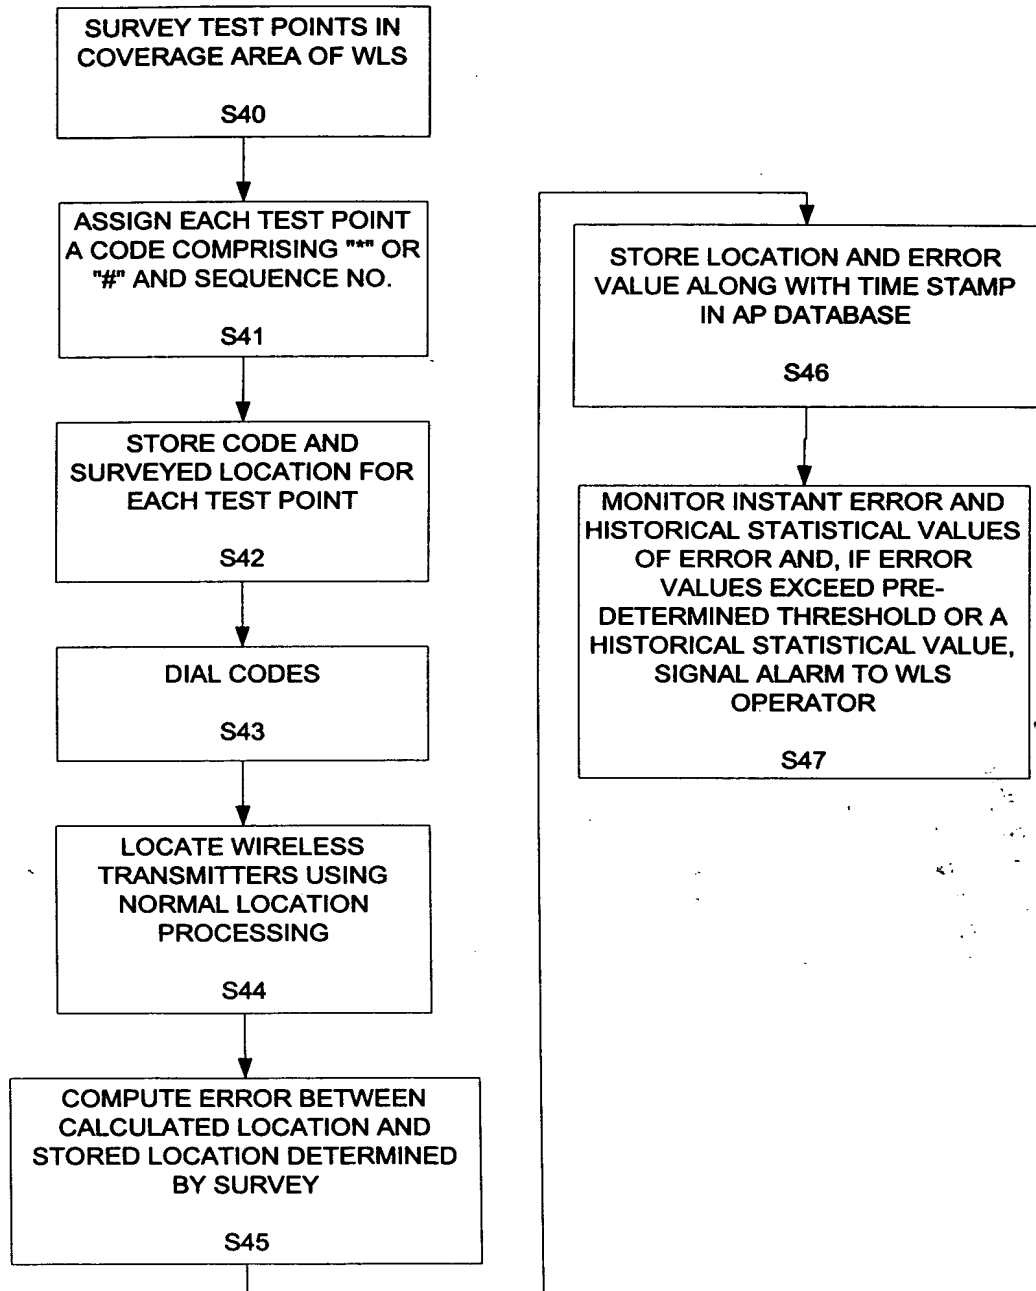 SURVEY TEST POINTS IN
COVERAGE AREA OF WLS
S40
ASSIGN EACH TEST POINT
A CODE COMPRISING "*" OR
"#" AND SEQUENCE NO.
S41
STORE CODE AND
SURVEYED LOCATION FOR
EACH TEST POINT
S42
DIAL CODES
S43
LOCATE WIRELESS
TRANSMITTERS USING
NORMAL LOCATION
PROCESSING
S44
COMPUTE ERROR BETWEEN
CALCULATED LOCATION AND
STORED LOCATION DETERMINED
BY SURVEY
S45
STORE LOCATION AND ERROR
VALUE ALONG WITH TIME STAMP
IN AP DATABASE
S46
MONITOR INSTANT ERROR AND
HISTORICAL STATISTICAL VALUES
OF ERROR AND, IF ERROR
VALUES EXCEED PRE-
DETERMINED THRESHOLD OR A
HISTORICAL STATISTICAL VALUE,
SIGNAL ALARM TO WLS
OPERATOR
S47